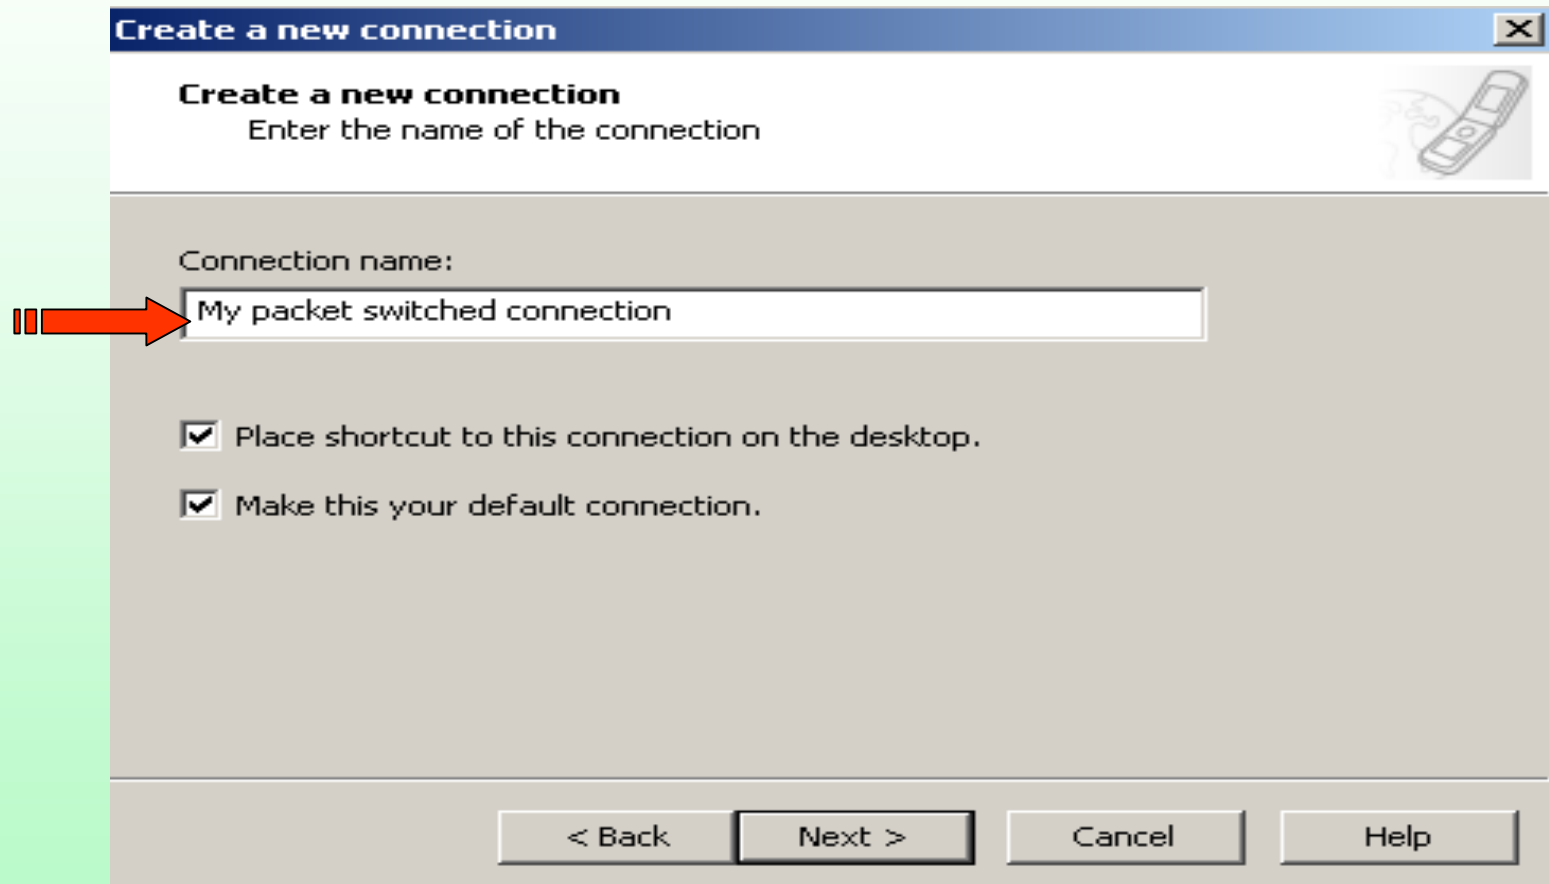 Create a new connection
Create a new connection
Enter the name of the connection
Connection name:
My packet switched connection
Place shortcut to this connection on the desktop.
Make this your default connection.
< Back
Next >
Cancel
Help